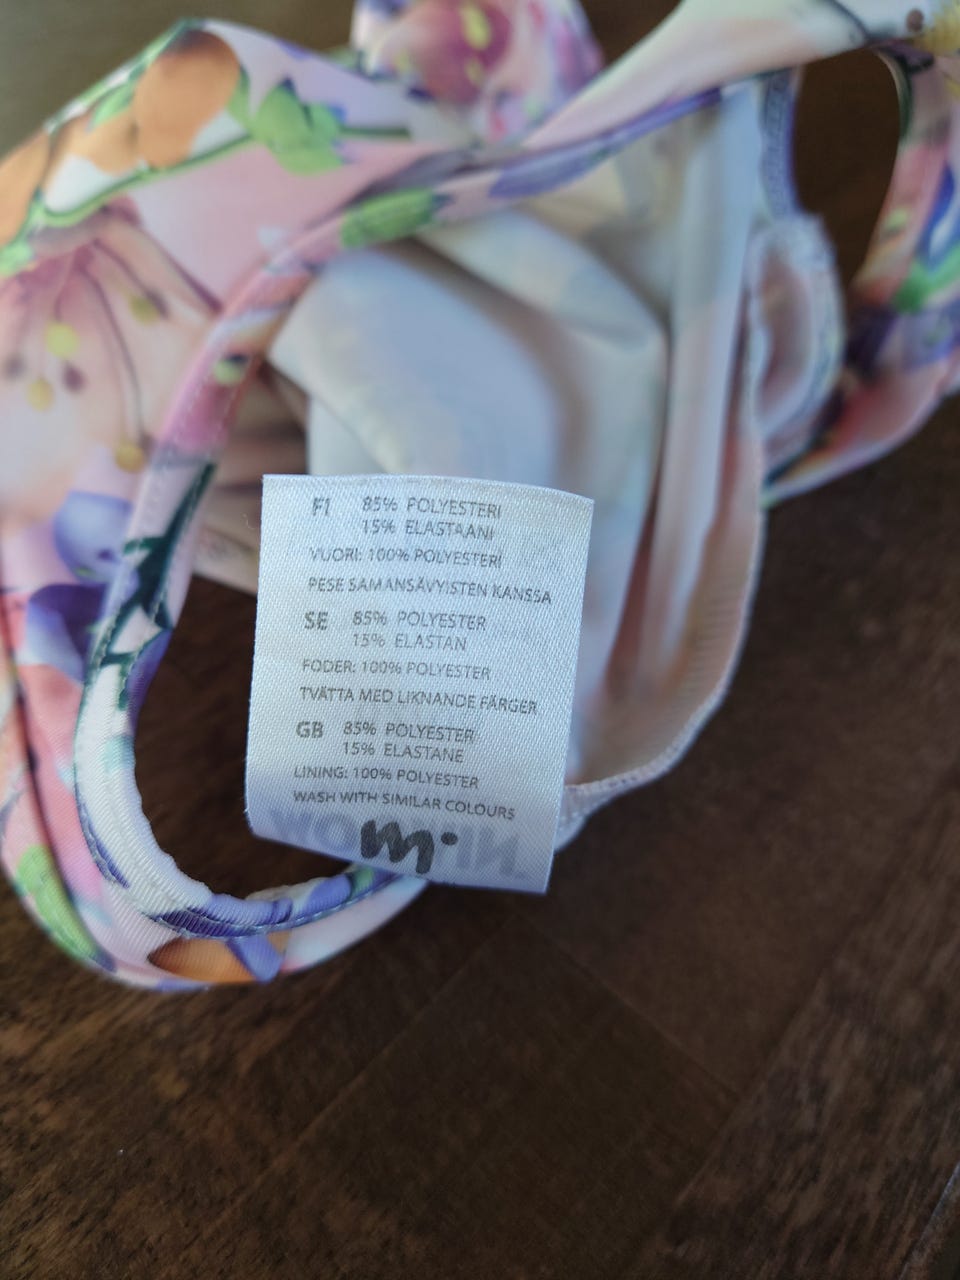 FI 85% POLYESTERI
15% ELASTAANI
VUORI: 100% POLYESTERI
PESE SAMANSÄVYISTEN KANSSA
SE 85% POLYESTER
15% ELASTAN
FODER: 100% POLYESTER
TVÄTTA MED LIKNANDE FÄRGER
GB 85% POLYESTER
15% ELASTANE
LINING: 100% POLYESTER
WASH WITH SIMILAR COLOURS